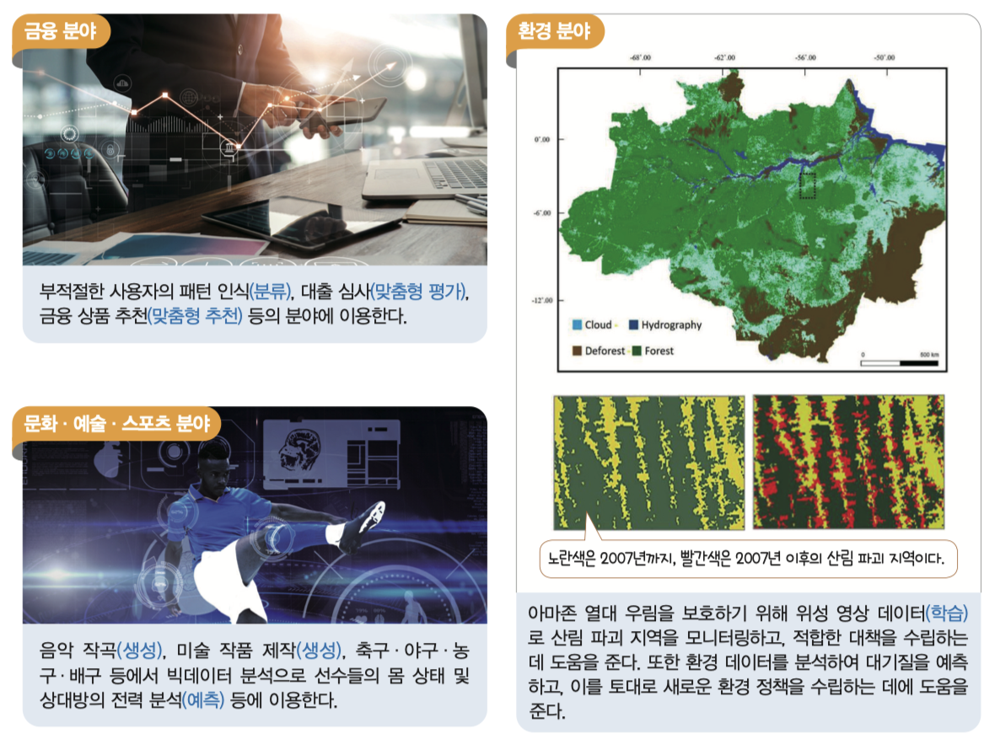 금융 분야
부적절한 사용자의 패턴 인식(분류), 대출 심사(맞춤형 평가),
금융 상품 추천(맞춤형 추천) 등의 분야에 이용한다.
문화·예술·스포츠 분야
음악 작곡(생성), 미술 작품 제작(생성), 축구·야구·농
구·배구 등에서 빅데이터 분석으로 선수들의 몸 상태 및
상대방의 전력 분석(예측) 등에 이용한다.
환경 분야
-68°.00 -62°.00 -56°.00 -50°.00
0°.00
-6°.00
-12°.00
Cloud Hydrography
Deforest Forest
0 500 km
노란색은 2007년까지, 빨간색은 2007년 이후의 산림 파괴 지역이다.
아마존 열대 우림을 보호하기 위해 위성 영상 데이터(학습)
로 산림 파괴 지역을 모니터링하고, 적합한 대책을 수립하는
데 도움을 준다. 또한 환경 데이터를 분석하여 대기질을 예측
하고, 이를 토대로 새로운 환경 정책을 수립하는 데에 도움을
준다.